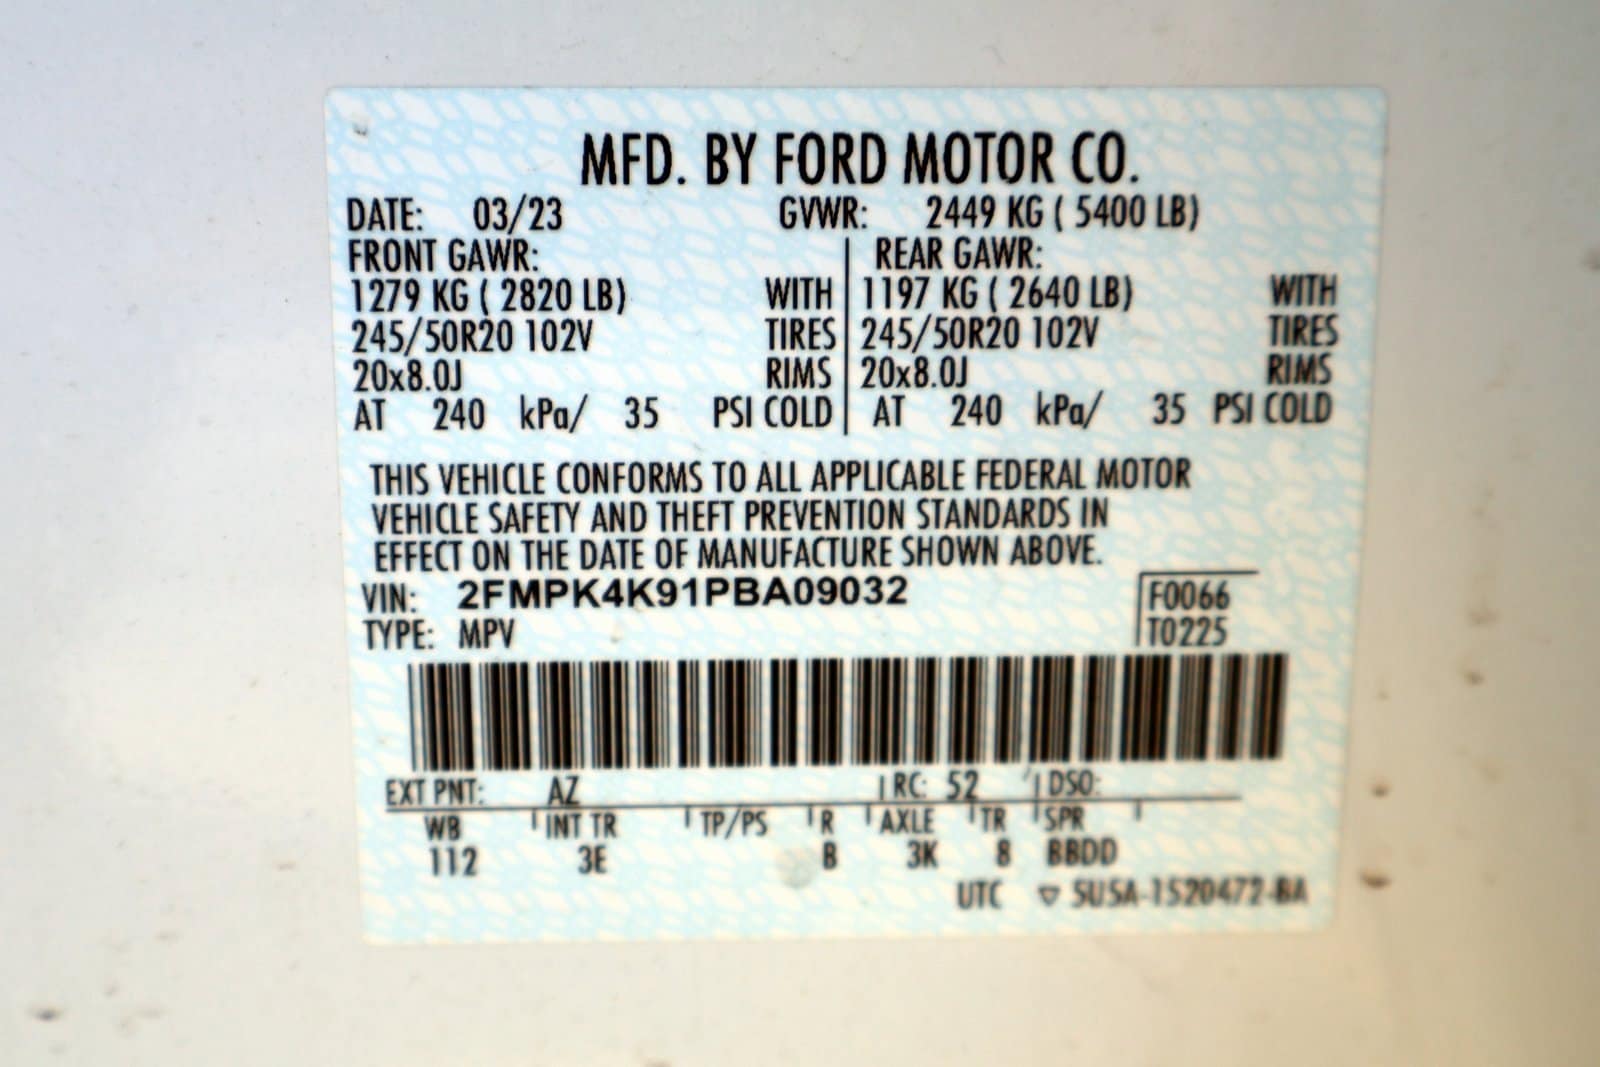 MFD. BY FORD MOTOR CO.
DATE: 03/23 GVWR: 2449 KG ( 5400 LB)
FRONT GAWR: REAR GAWR:
1279 KG ( 2820 LB) WITH 1197 KG ( 2640 LB) WITH
245/50R20 102V TIRES 245/50R20 102V TIRES
20x8.0J RIMS 20x8.0J RIMS
AT 240 kPa/ 35 PSI COLD AT 240 kPa/ 35 PSI COLD
THIS VEHICLE CONFORMS TO ALL APPLICABLE FEDERAL MOTOR
VEHICLE SAFETY AND THEFT PREVENTION STANDARDS IN
EFFECT ON THE DATE OF MANUFACTURE SHOWN ABOVE.
VIN: 2FMPK4K91PBA09032 F0066
TYPE: MPV T0225
EXT PNT: AZ RC: 52 DSO:
WB INT TR TP/PS R AXLE TR SPR
112 3E B 3K 8 BBDD
UTC ▽ 5U5A-1520472-BA